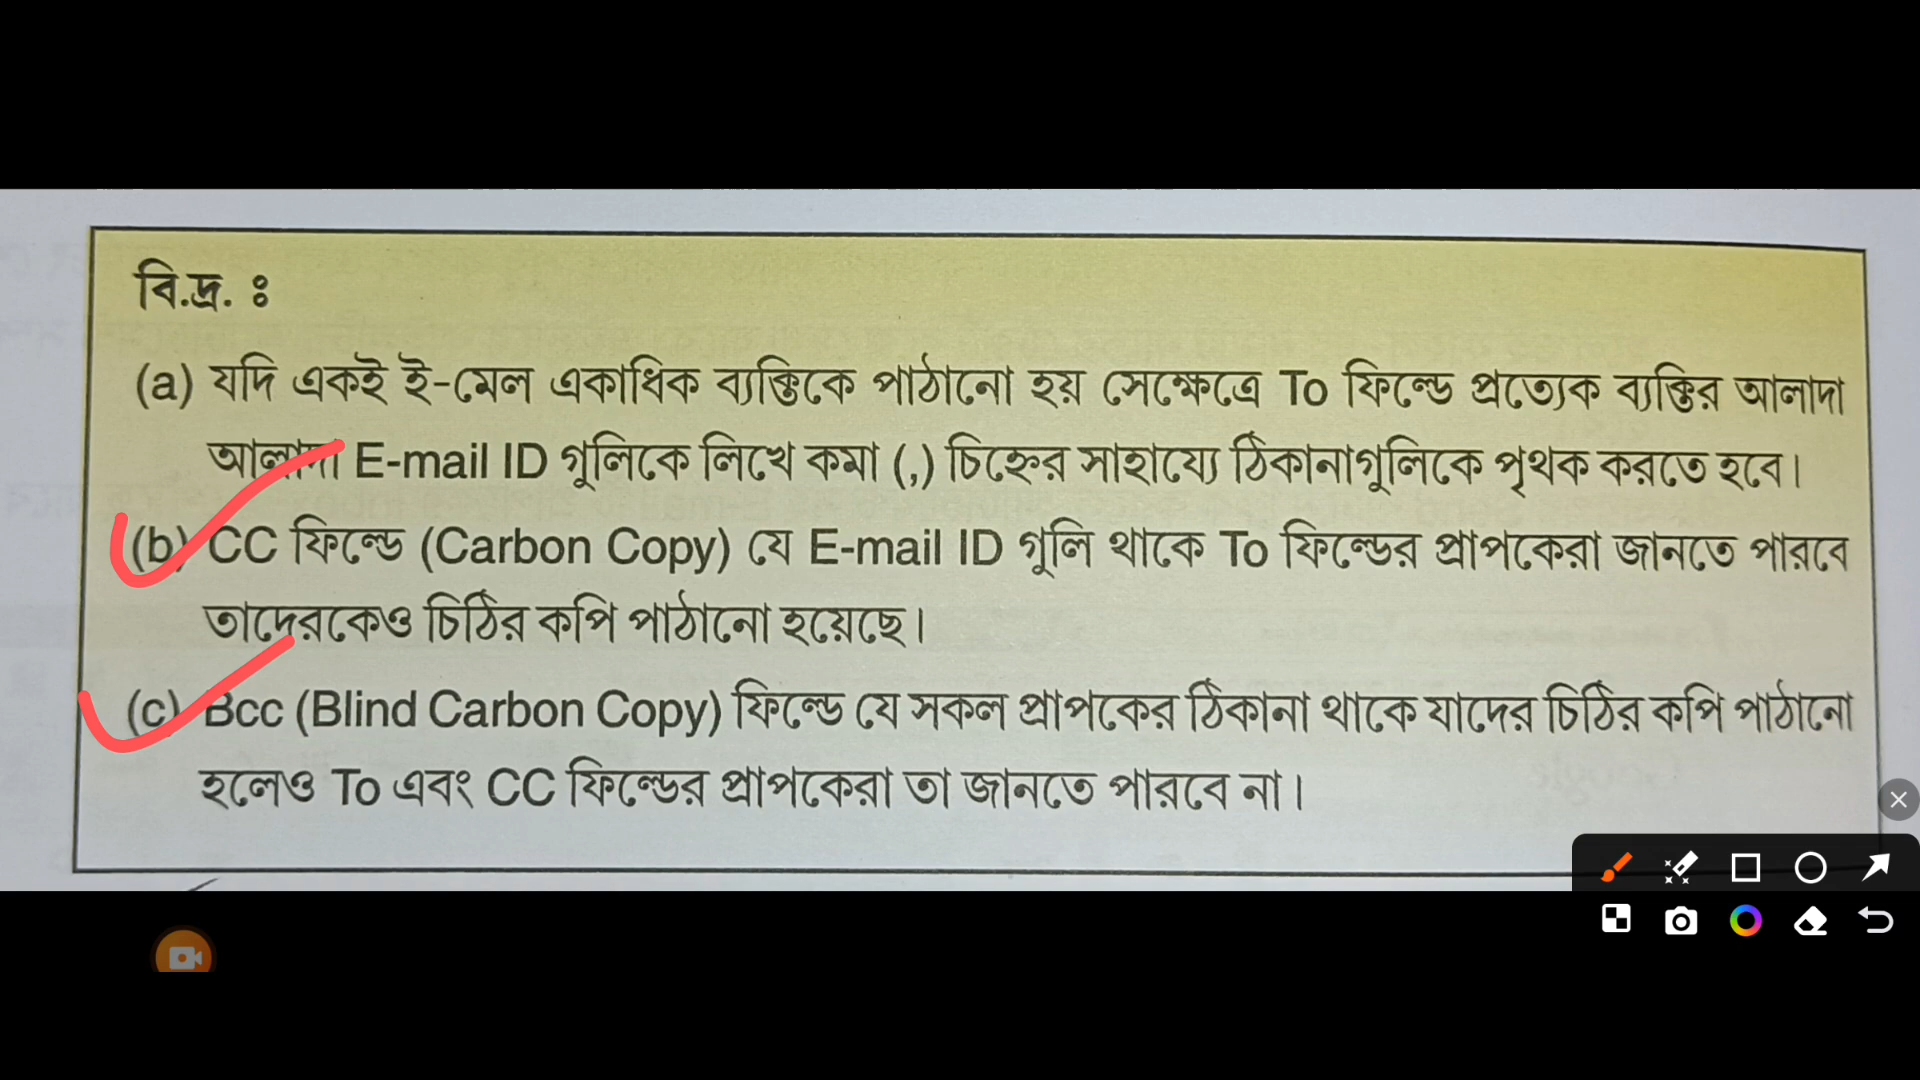 বি.দ্র. ঃ
(a) যদি একই ই-মেল একাধিক ব্যক্তিকে পাঠানো হয় সেক্ষেত্রে To ফিল্ডে প্রত্যেক ব্যক্তির আলাদা
আলাদা E-mail ID গুলিকে লিখে কমা (,) চিহ্নের সাহায্যে ঠিকানাগুলিকে পৃথক করতে হবে।
(b) CC ফিল্ডে (Carbon Copy) যে E-mail ID গুলি থাকে To ফিল্ডের প্রাপকেরা জানতে পারবে
তাদেরকেও চিঠির কপি পাঠানো হয়েছে।
(c) Bcc (Blind Carbon Copy) ফিল্ডে যে সকল প্রাপকের ঠিকানা থাকে যাদের চিঠির কপি পাঠানো
হলেও To এবং CC ফিল্ডের প্রাপকেরা তা জানতে পারবে না।